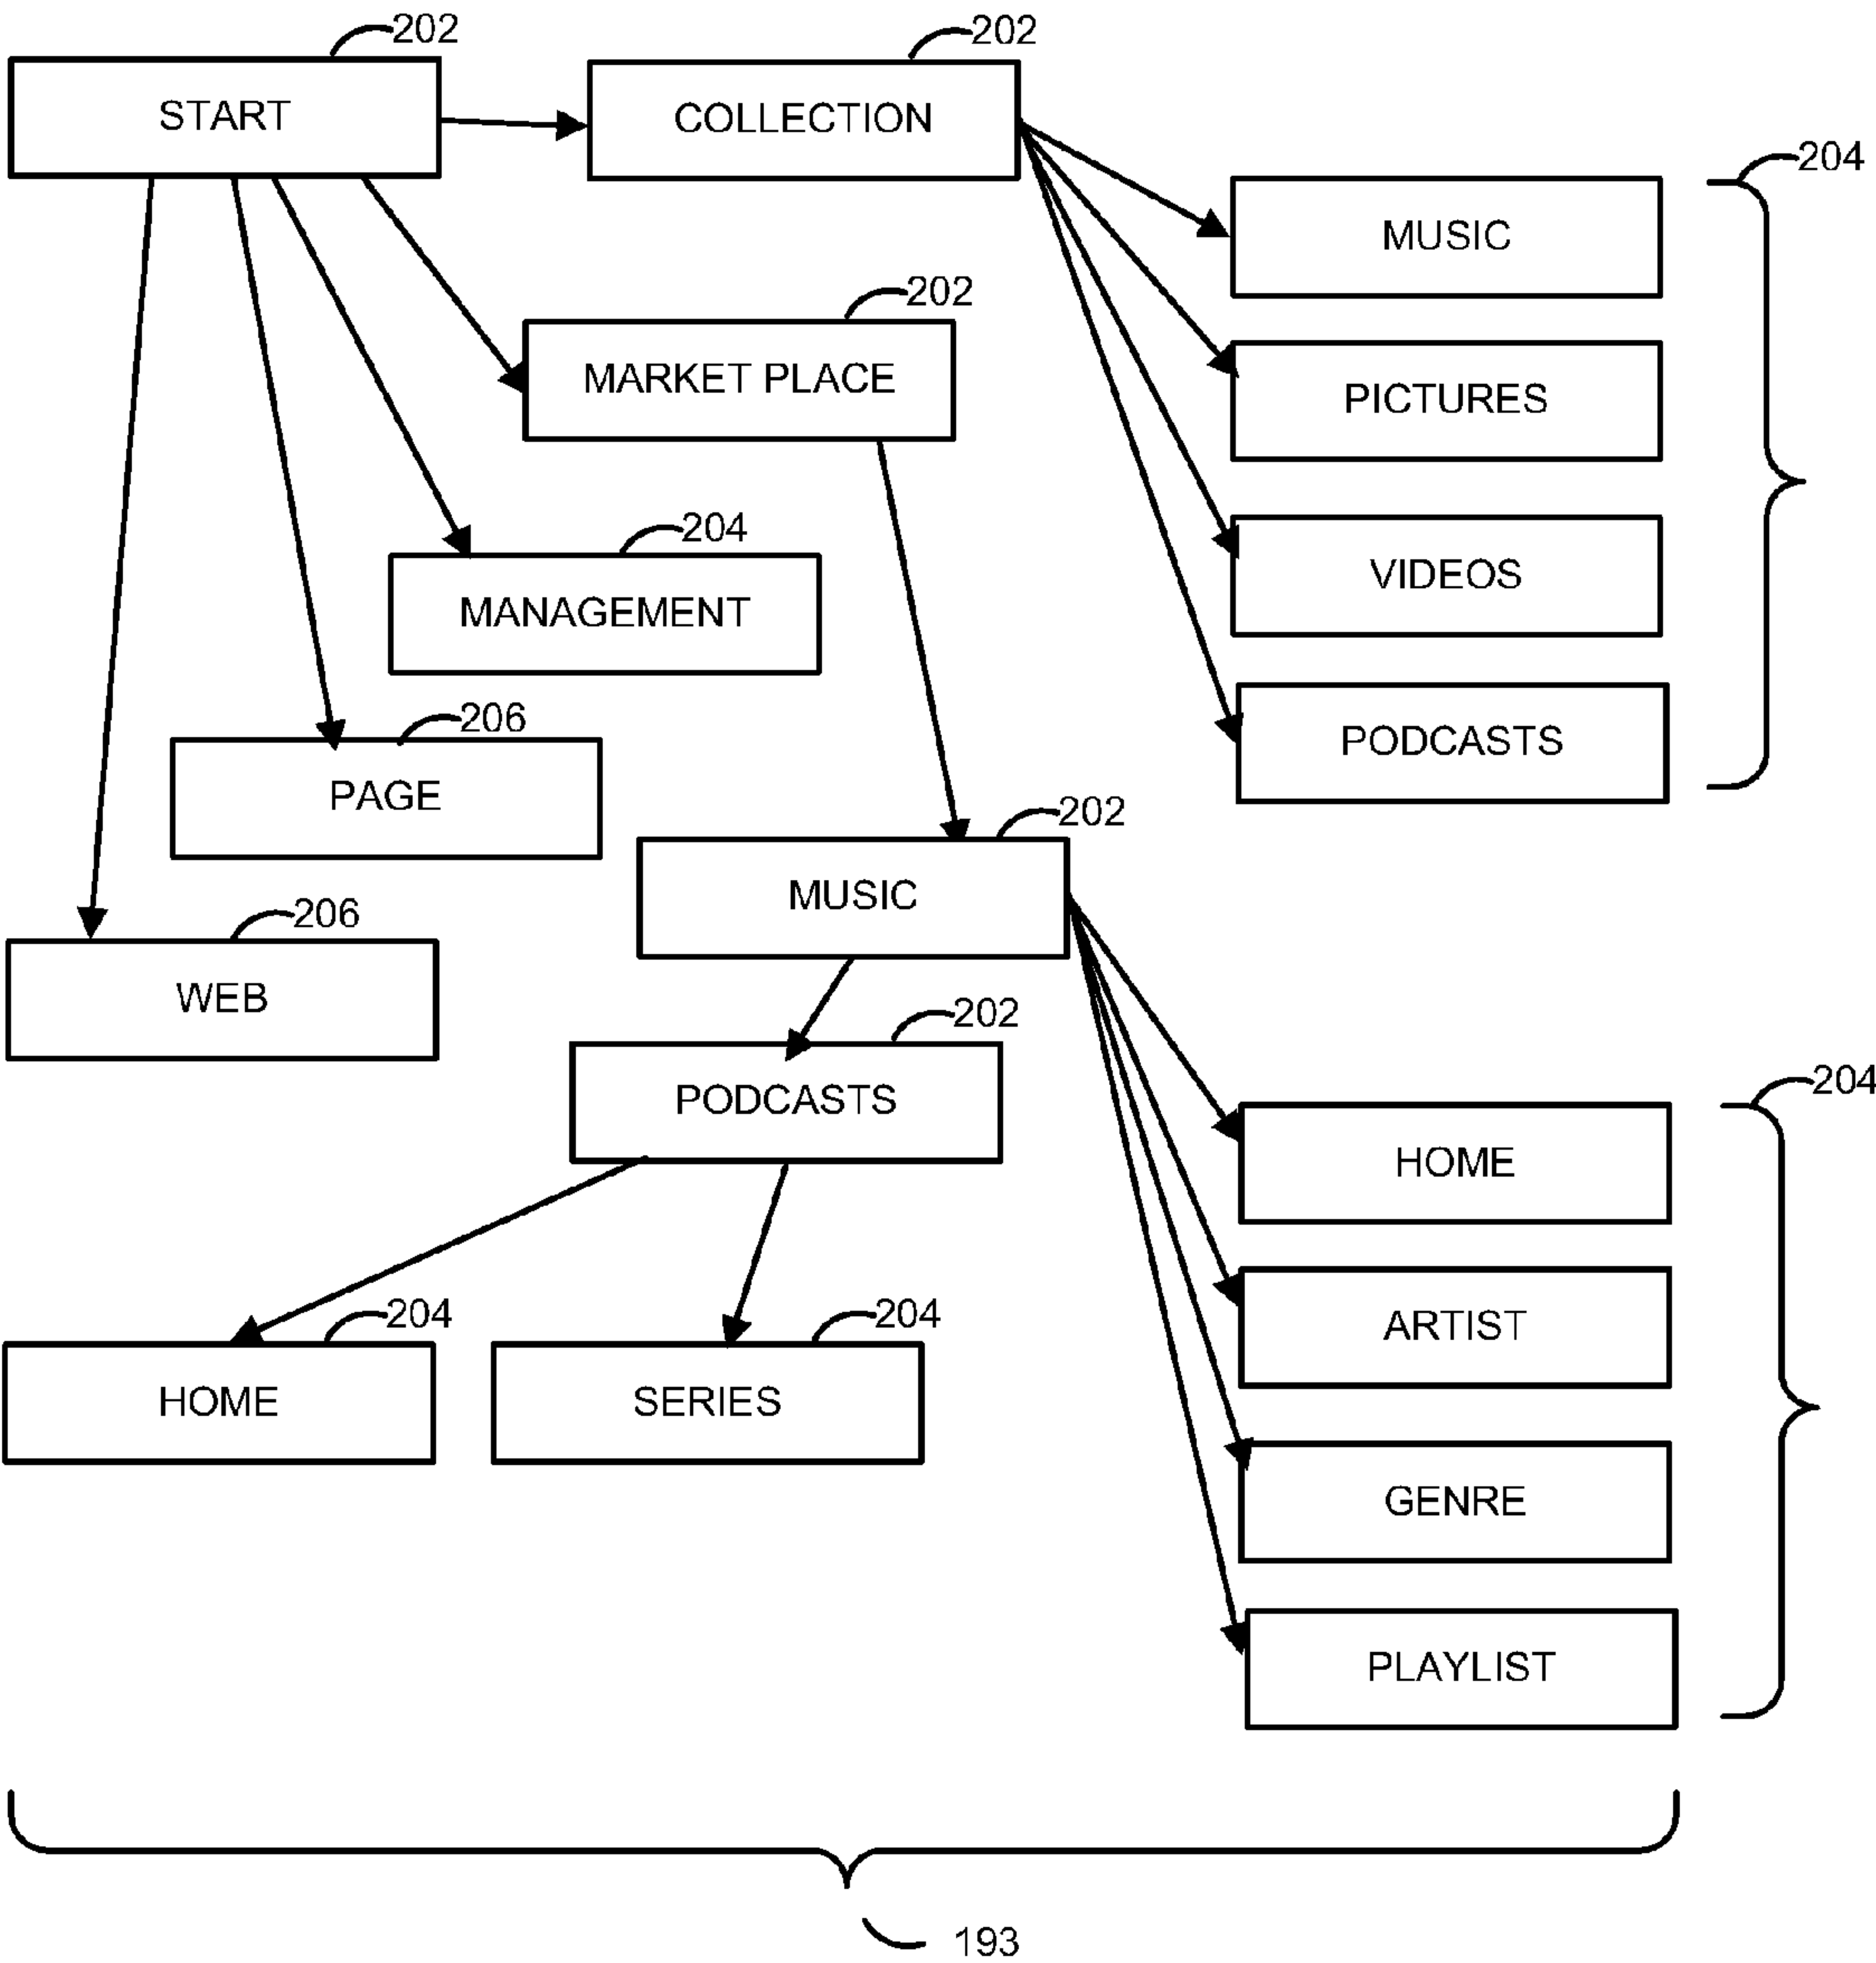 202
202
START
COLLECTION
204
MUSIC
202
MARKET PLACE
PICTURES
204
MANAGEMENT
VIDEOS
206
PAGE
PODCASTS
202
MUSIC
206
WEB
202
PODCASTS
204
HOME
204
204
HOME
SERIES
ARTIST
GENRE
PLAYLIST
193